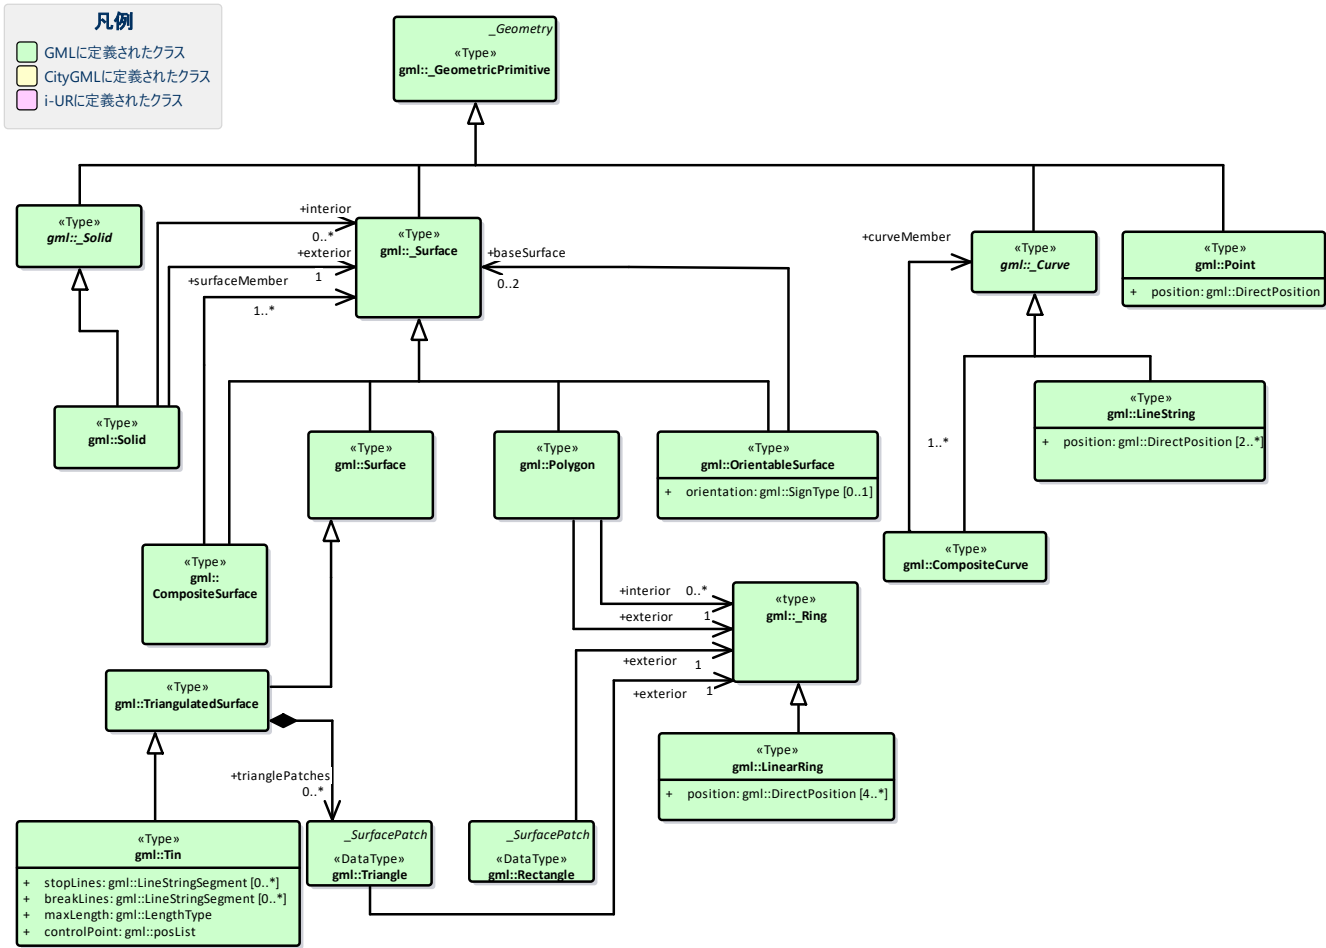 凡例
GMLに定義されたクラス
CityGMLに定義されたクラス
i-URに定義されたクラス
_Geometry
«Type»
gml::_GeometricPrimitive
«Type»
gml::_Solid
+interior
0..*
+exterior
1
+surfaceMember
1..*
«Type»
gml::_Surface
+baseSurface
0..2
+curveMember
«Type»
gml::_Curve
«Type»
gml::Point
+ position: gml::DirectPosition
«Type»
gml::Solid
«Type»
gml::Surface
«Type»
gml::Polygon
«Type»
gml::OrientableSurface
+ orientation: gml::SignType [0..1]
1..*
«Type»
gml::LineString
+ position: gml::DirectPosition [2..*]
«Type»
gml::
CompositeSurface
«Type»
gml::CompositeCurve
+interior 0..*
+exterior 1
+exterior 1
+exterior 1
«type»
gml::_Ring
«Type»
gml::TriangulatedSurface
+trianglePatches
0..*
«Type»
gml::LinearRing
+ position: gml::DirectPosition [4..*]
«Type»
gml::Tin
+ stopLines: gml::LineStringSegment [0..*]
+ breakLines: gml::LineStringSegment [0..*]
+ maxLength: gml::LengthType
+ controlPoint: gml::posList
_SurfacePatch
«DataType»
gml::Triangle
_SurfacePatch
«DataType»
gml::Rectangle